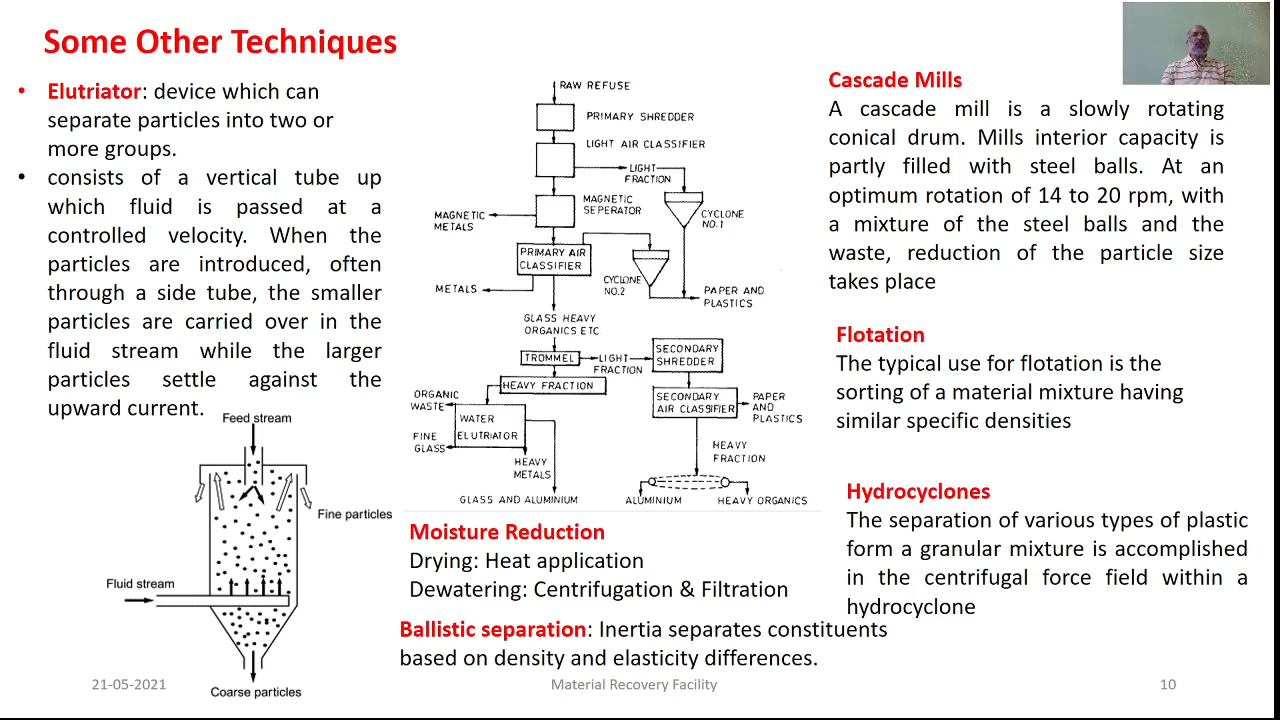 Some Other Techniques
• Elutriator: device which can
separate particles into two or
more groups.
• consists of a vertical tube up
which fluid is passed at a
controlled velocity. When the
particles are introduced, often
through a side tube, the smaller
particles are carried over in the
fluid stream while the larger
particles settle against the
upward current.
Feed stream
Fine particles
Fluid stream
Coarse particles
RAW REFUSE
PRIMARY SHREDDER
LIGHT AIR CLASSIFIER
LIGHT
FRACTION
MAGNETIC
SEPERATOR
MAGNETIC
METALS
CYCLONE
NO.1
PRIMARY AIR
CLASSIFIER
CYCLONE
NO.2
METALS
PAPER AND
PLASTICS
GLASS HEAVY
ORGANICS ETC
TROMMEL
LIGHT
FRACTION
SECONDARY
SHREDDER
HEAVY FRACTION
ORGANIC
WASTE
WATER
ELUTRIATOR
FINE
GLASS
HEAVY
METALS
GLASS AND ALUMINIUM
SECONDARY
AIR CLASSIFIER
PAPER
AND
PLASTICS
HEAVY
FRACTION
ALUMINIUM
HEAVY ORGANICS
Moisture Reduction
Drying: Heat application
Dewatering: Centrifugation & Filtration
Ballistic separation: Inertia separates constituents
based on density and elasticity differences.
Cascade Mills
A cascade mill is a slowly rotating
conical drum. Mills interior capacity is
partly filled with steel balls. At an
optimum rotation of 14 to 20 rpm, with
a mixture of the steel balls and the
waste, reduction of the particle size
takes place
Flotation
The typical use for flotation is the
sorting of a material mixture having
similar specific densities
Hydrocyclones
The separation of various types of plastic
form a granular mixture is accomplished
in the centrifugal force field within a
hydrocyclone
21-05-2021
Material Recovery Facility
10